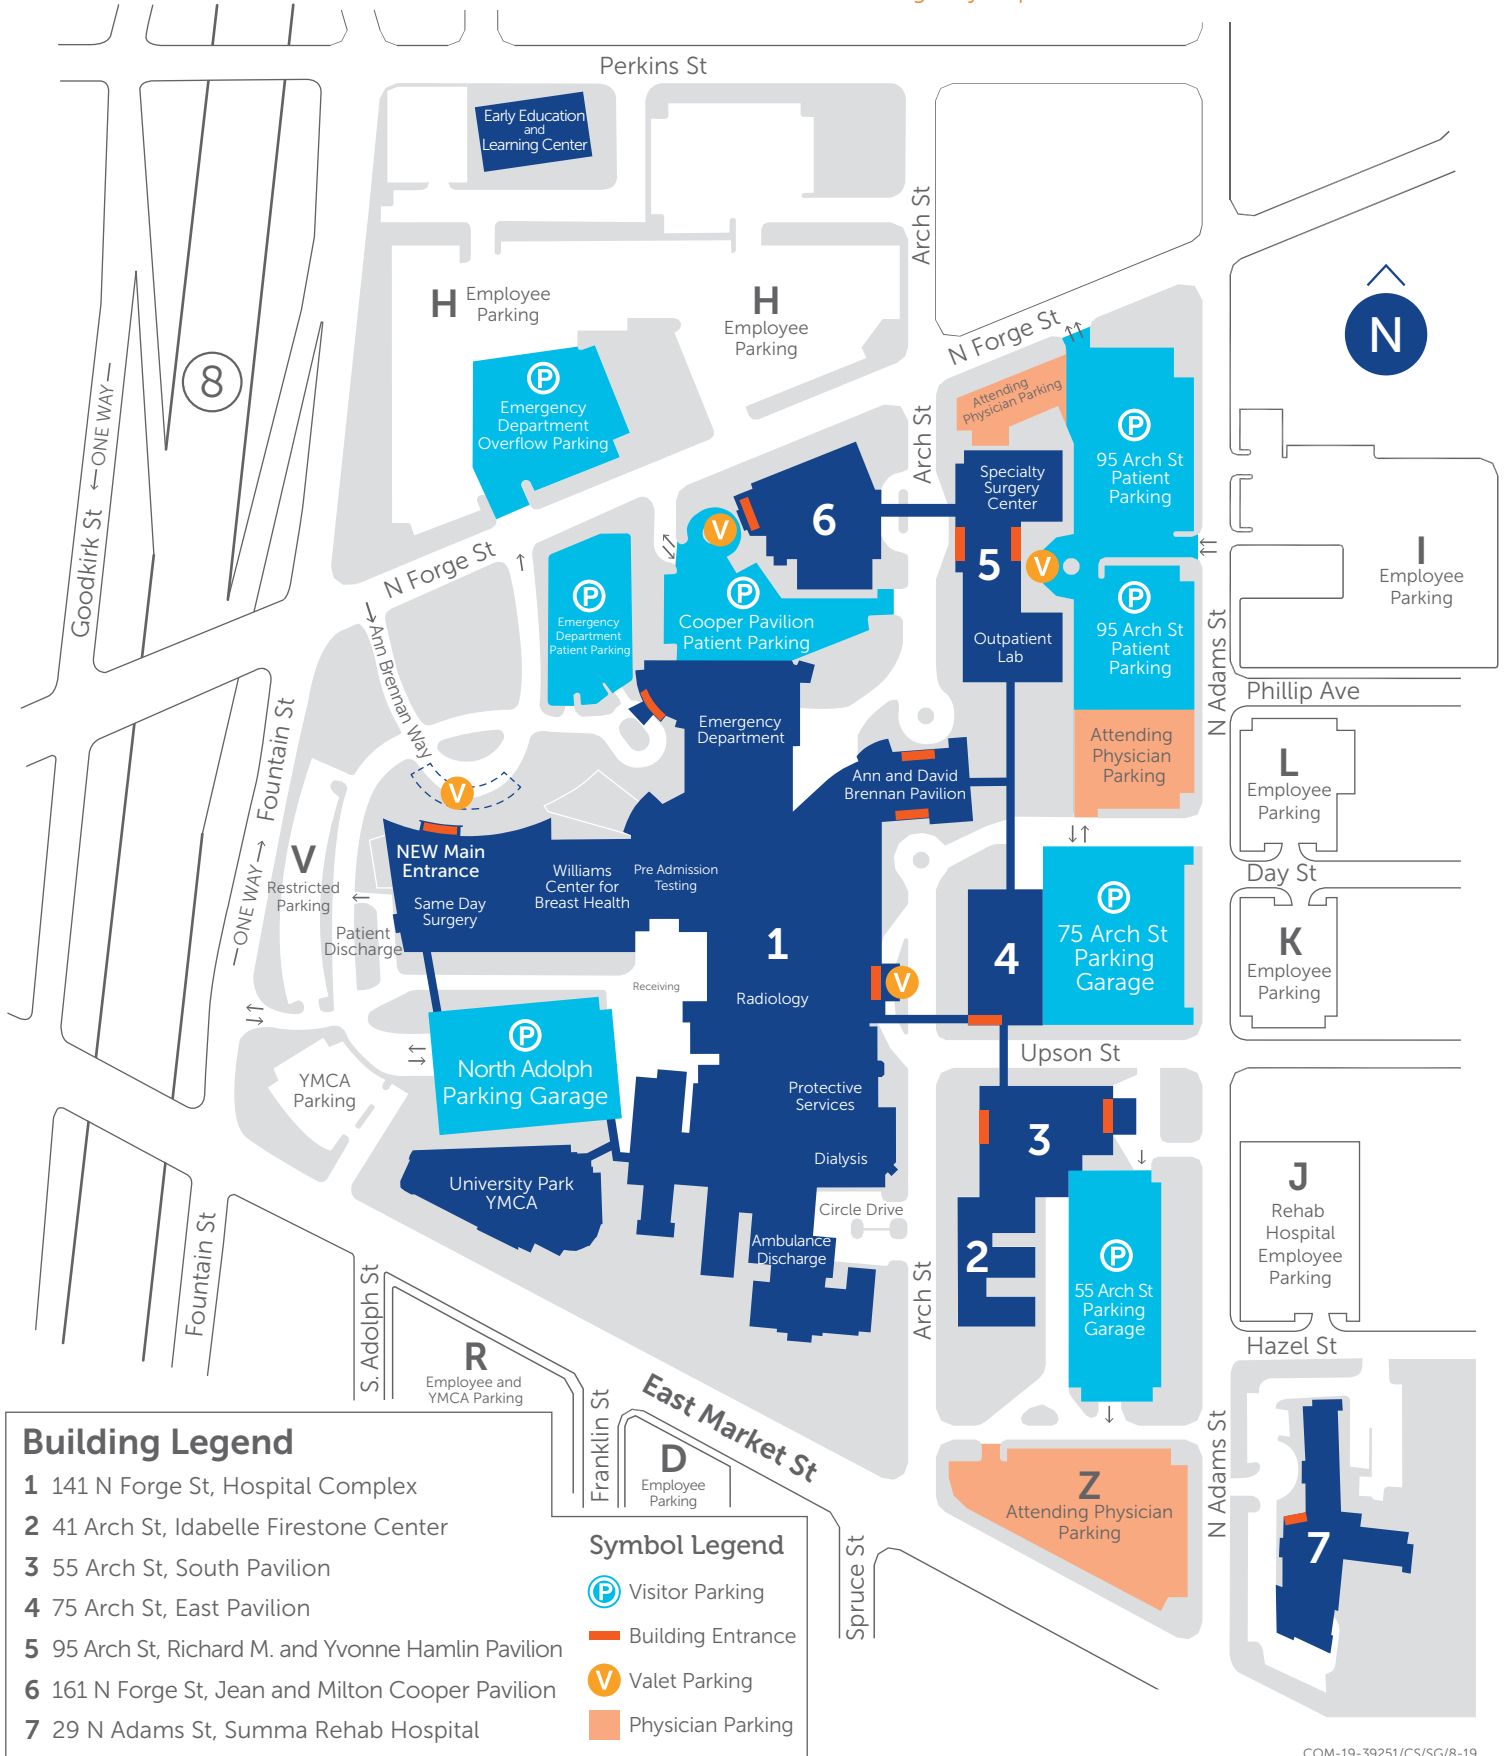 Perkins St
Early Education
and
Learning Center
Arch St
H
Employee
Parking
H
Employee
Parking
N Forge St
N
8
← ONE WAY —
Goodkirk St
P
Emergency
Department
Overflow Parking
Arch St
Attending
Physician Parking
P
95 Arch St
Patient
Parking
Specialty
Surgery
Center
6
V
5
V
I
Employee
Parking
N Forge St
Ann Brennan Way
P
Emergency
Department
Patient Parking
P
Cooper Pavilion
Patient Parking
P
95 Arch St
Patient
Parking
Outpatient
Lab
N Adams St
Phillip Ave
Fountain St
Emergency
Department
Attending
Physician
Parking
Ann and David
Brennan Pavilion
L
Employee
Parking
V
NEW Main
Entrance
Same Day
Surgery
Williams
Center for
Breast Health
Pre Admission
Testing
V
Restricted
Parking
— ONE WAY →
Patient
Discharge
Day St
P
75 Arch St
Parking
Garage
4
K
Employee
Parking
1
Radiology
V
Receiving
P
North Adolph
Parking Garage
Upson St
YMCA
Parking
Protective
Services
3
Dialysis
University Park
YMCA
Circle Drive
Ambulance
Discharge
J
Rehab
Hospital
Employee
Parking
2
P
55 Arch St
Parking
Garage
Fountain St
S. Adolph St
Arch St
Hazel St
R
Employee and
YMCA Parking
Franklin St
East Market St
D
Employee
Parking
N Adams St
Z
Attending Physician
Parking
7
Spruce St
Building Legend
1 141 N Forge St, Hospital Complex
2 41 Arch St, Idabelle Firestone Center
3 55 Arch St, South Pavilion
4 75 Arch St, East Pavilion
5 95 Arch St, Richard M. and Yvonne Hamlin Pavilion
6 161 N Forge St, Jean and Milton Cooper Pavilion
7 29 N Adams St, Summa Rehab Hospital
Symbol Legend
P Visitor Parking
Building Entrance
V Valet Parking
Physician Parking
COM-19-39251/CS/SG/8-19